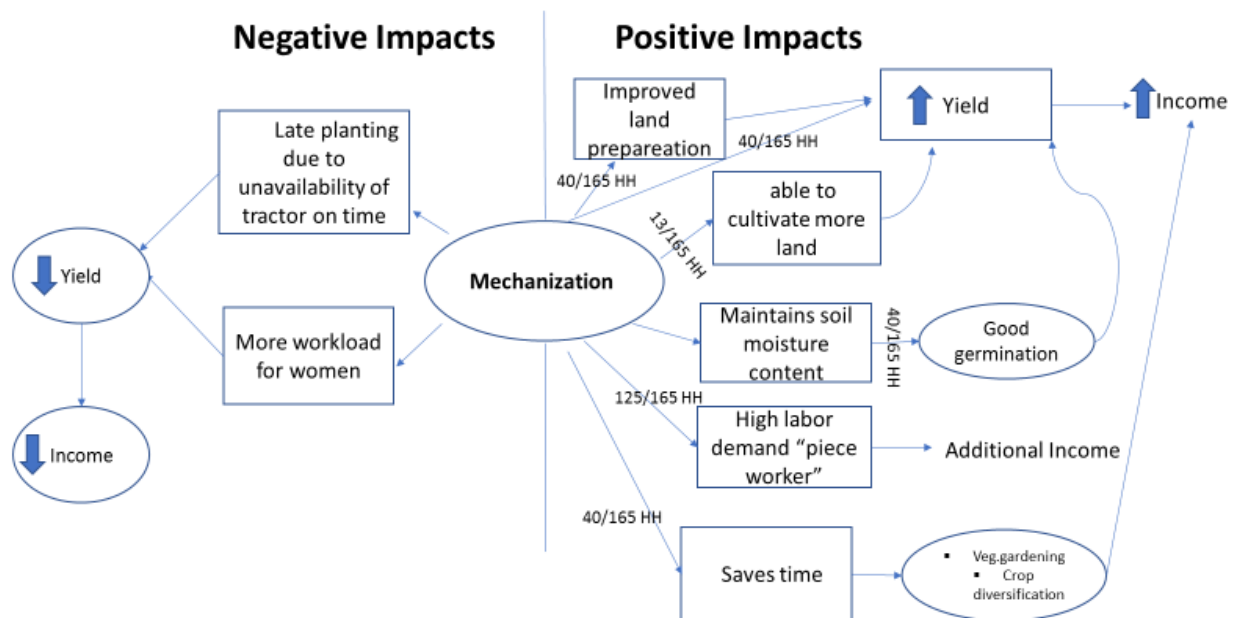 Negative Impacts
Positive Impacts
Late planting
due to
unavailability of
tractor on time
Yield
More workload
for women
Income
Mechanization
Improved
land
prepareation
40/165 HH
40/165 HH
Yield
Income
13/165 HH
able to
cultivate more
land
Maintains soil
moisture
content
40/165 HH
Good
germination
125/165 HH
High labor
demand “piece
worker”
Additional Income
40/165 HH
Saves time
▪ Veg.gardening
▪ Crop
diversification